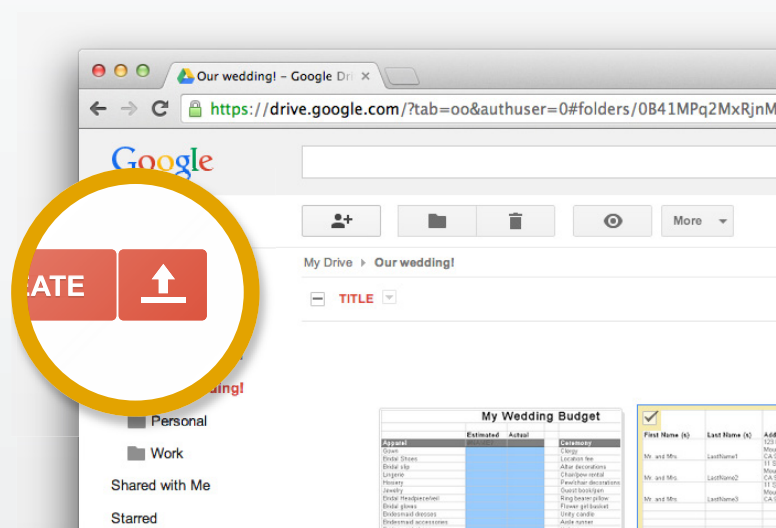 Our wedding! – Google Dri
https://drive.google.com/?tab=oo&authuser=0#folders/0B41MPq2MxRjnM
Google
EATE
More
My Drive
Our wedding!
TITLE
ding!
Personal
Work
Shared with Me
Starred
My Wedding Budget
Estimated Actual
Apparel
Gown
Bridal Shoes
Bridal slip
Lingerie
Hosiery
Jewelry
Bridal Headpiece/veil
Bridal gloves
Bridesmaid dresses
Bridesmaid accessories
Ceremony
Clergy
Location fee
Altar decorations
Chair/pew rental
Pew/chair decorations
Guest book/pen
Ring bearer pillow
Flower girl basket
Unity candle
Aisle runner
First Name (s) Last Name (s) Add
Mr. and Mrs. LastName1
Mr. and Mrs. LastName2
Mr. and Mrs. LastName3